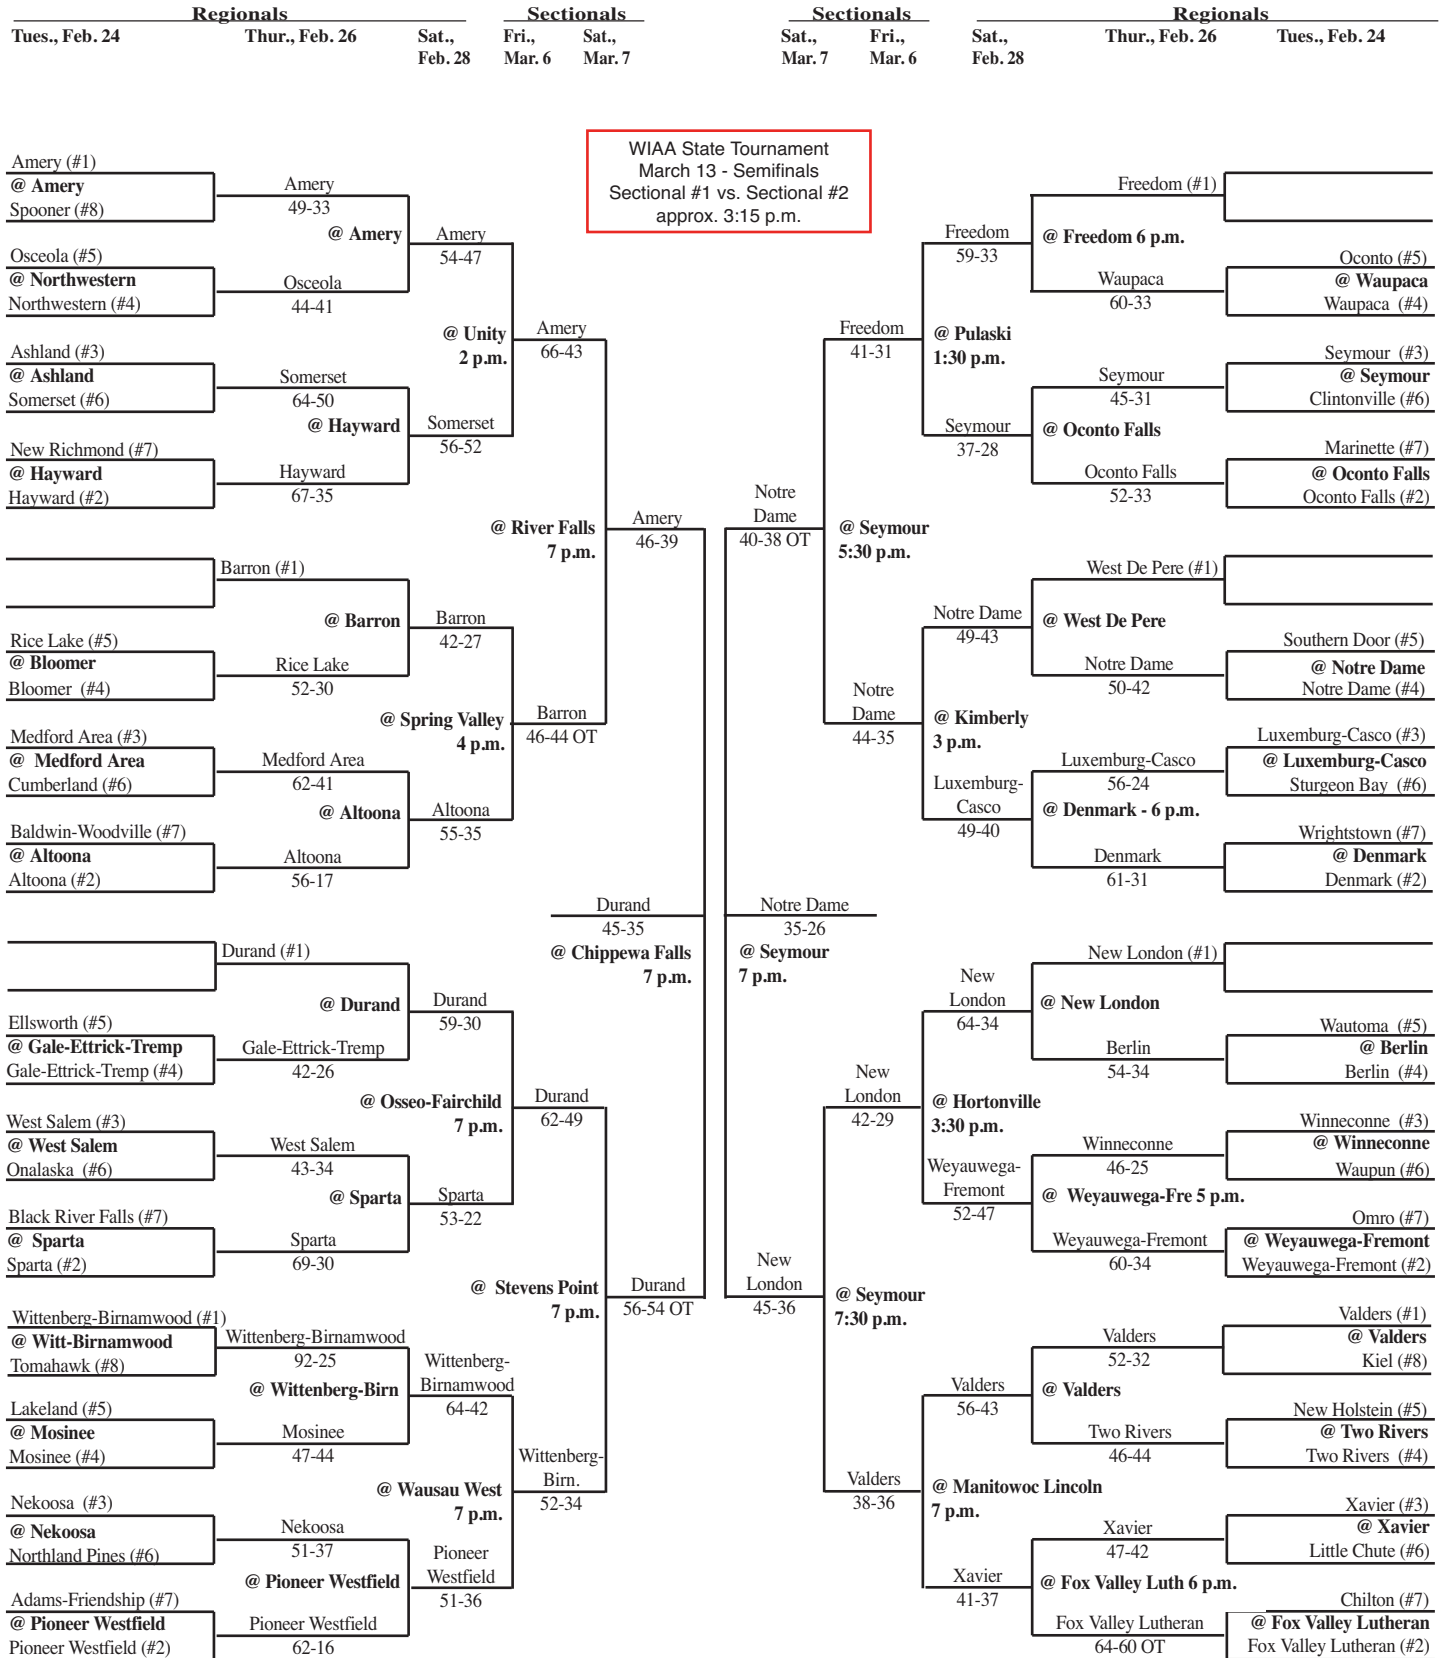 Regionals
Sectionals
Sectionals
Regionals
Tues., Feb. 24
Thur., Feb. 26
Sat., Feb. 28
Fri., Mar. 6
Sat., Mar. 7
Sat., Mar. 7
Fri., Mar. 6
Sat., Feb. 28
Thur., Feb. 26
Tues., Feb. 24
WIAA State Tournament
March 13 - Semifinals
Sectional #1 vs. Sectional #2
approx. 3:15 p.m.
Amery (#1)
@ Amery
Spooner (#8)
Osceola (#5)
@ Northwestern
Northwestern (#4)
Ashland (#3)
@ Ashland
Somerset (#6)
New Richmond (#7)
@ Hayward
Hayward (#2)
Rice Lake (#5)
@ Bloomer
Bloomer (#4)
Medford Area (#3)
@ Medford Area
Cumberland (#6)
Baldwin-Woodville (#7)
@ Altoona
Altoona (#2)
Ellsworth (#5)
@ Gale-Ettrick-Tremp
Gale-Ettrick-Tremp (#4)
West Salem (#3)
@ West Salem
Onalaska (#6)
Black River Falls (#7)
@ Sparta
Sparta (#2)
Wittenberg-Birnamwood (#1)
@ Witt-Birnamwood
Tomahawk (#8)
Lakeland (#5)
@ Mosinee
Mosinee (#4)
Nekoosa (#3)
@ Nekoosa
Northland Pines (#6)
Adams-Friendship (#7)
@ Pioneer Westfield
Pioneer Westfield (#2)
Amery
49-33
@ Amery
Osceola
44-41
Somerset
64-50
@ Hayward
Hayward
67-35
Barron (#1)
@ Barron
Rice Lake
52-30
Medford Area
62-41
@ Altoona
Altoona
56-17
Durand (#1)
@ Durand
Gale-Ettrick-Tremp
42-26
West Salem
43-34
@ Sparta
Sparta
69-30
Wittenberg-Birnamwood
92-25
@ Wittenberg-Birn
Mosinee
47-44
Nekoosa
51-37
@ Pioneer Westfield
Pioneer Westfield
62-16
Amery
54-47
@ Unity
2 p.m.
Somerset
56-52
Barron
42-27
@ Spring Valley
4 p.m.
Altoona
55-35
Durand
59-30
@ Osseo-Fairchild
7 p.m.
Sparta
53-22
Wittenberg-
Birnamwood
64-42
@ Wausau West
7 p.m.
Pioneer
Westfield
51-36
Amery
66-43
@ River Falls
7 p.m.
Barron
46-44 OT
Durand
62-49
@ Stevens Point
7 p.m.
Wittenberg-
Birn.
52-34
Amery
46-39
Durand
45-35
@ Chippewa Falls
7 p.m.
Durand
56-54 OT
Notre
Dame
40-38 OT
Notre Dame
35-26
@ Seymour
7 p.m.
New
London
45-36
Freedom
41-31
@ Seymour
5:30 p.m.
Notre
Dame
44-35
New
London
42-29
@ Seymour
7:30 p.m.
Valders
38-36
Freedom
59-33
@ Pulaski
1:30 p.m.
Seymour
37-28
Notre Dame
49-43
@ Kimberly
3 p.m.
Luxemburg-
Casco
49-40
New
London
64-34
@ Hortonville
3:30 p.m.
Weyauwega-
Fremont
52-47
Valders
56-43
@ Manitowoc Lincoln
7 p.m.
Xavier
41-37
Freedom (#1)
@ Freedom 6 p.m.
Waupaca
60-33
Seymour
45-31
@ Oconto Falls
Oconto Falls
52-33
West De Pere (#1)
@ West De Pere
Notre Dame
50-42
Luxemburg-Casco
56-24
@ Denmark - 6 p.m.
Denmark
61-31
New London (#1)
@ New London
Berlin
54-34
Winneconne
46-25
@ Weyauwega-Fre 5 p.m.
Weyauwega-Fremont
60-34
Valders
52-32
@ Valders
Two Rivers
46-44
Xavier
47-42
@ Fox Valley Luth 6 p.m.
Fox Valley Lutheran
64-60 OT
Oconto (#5)
@ Waupaca
Waupaca (#4)
Seymour (#3)
@ Seymour
Clintonville (#6)
Marinette (#7)
@ Oconto Falls
Oconto Falls (#2)
Southern Door (#5)
@ Notre Dame
Notre Dame (#4)
Luxemburg-Casco (#3)
@ Luxemburg-Casco
Sturgeon Bay (#6)
Wrightstown (#7)
@ Denmark
Denmark (#2)
Wautoma (#5)
@ Berlin
Berlin (#4)
Winneconne (#3)
@ Winneconne
Waupun (#6)
Omro (#7)
@ Weyauwega-Fremont
Weyauwega-Fremont (#2)
Valders (#1)
@ Valders
Kiel (#8)
New Holstein (#5)
@ Two Rivers
Two Rivers (#4)
Xavier (#3)
@ Xavier
Little Chute (#6)
Chilton (#7)
@ Fox Valley Lutheran
Fox Valley Lutheran (#2)